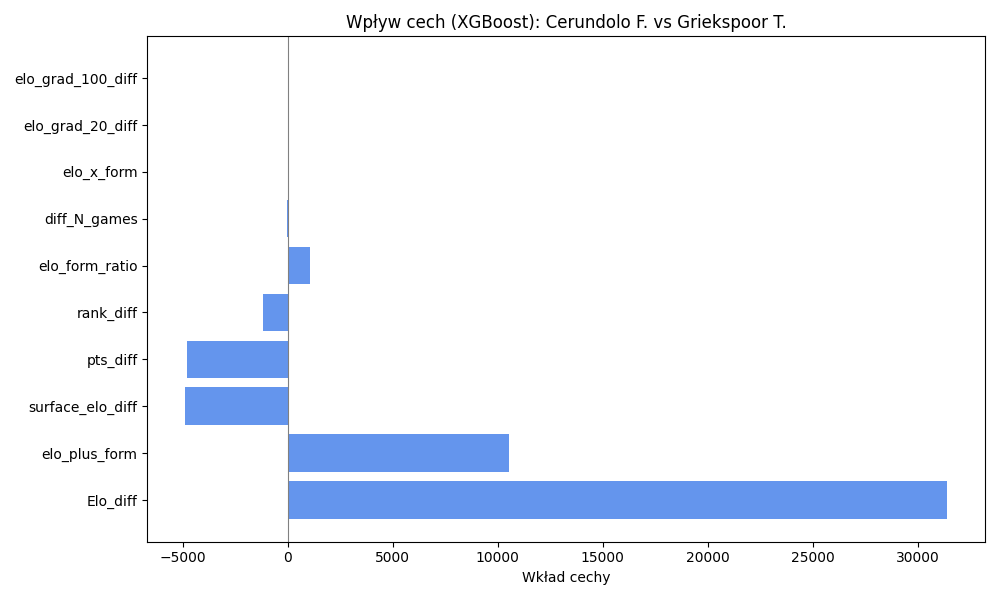 Wpływ cech (XGBoost): Cerundolo F. vs Griekspoor T.
elo_grad_100_diff
elo_grad_20_diff
elo_x_form
diff_N_games
elo_form_ratio
rank_diff
pts_diff
surface_elo_diff
elo_plus_form
Elo_diff
−5000 0 5000 10000 15000 20000 25000 30000
Wkład cechy